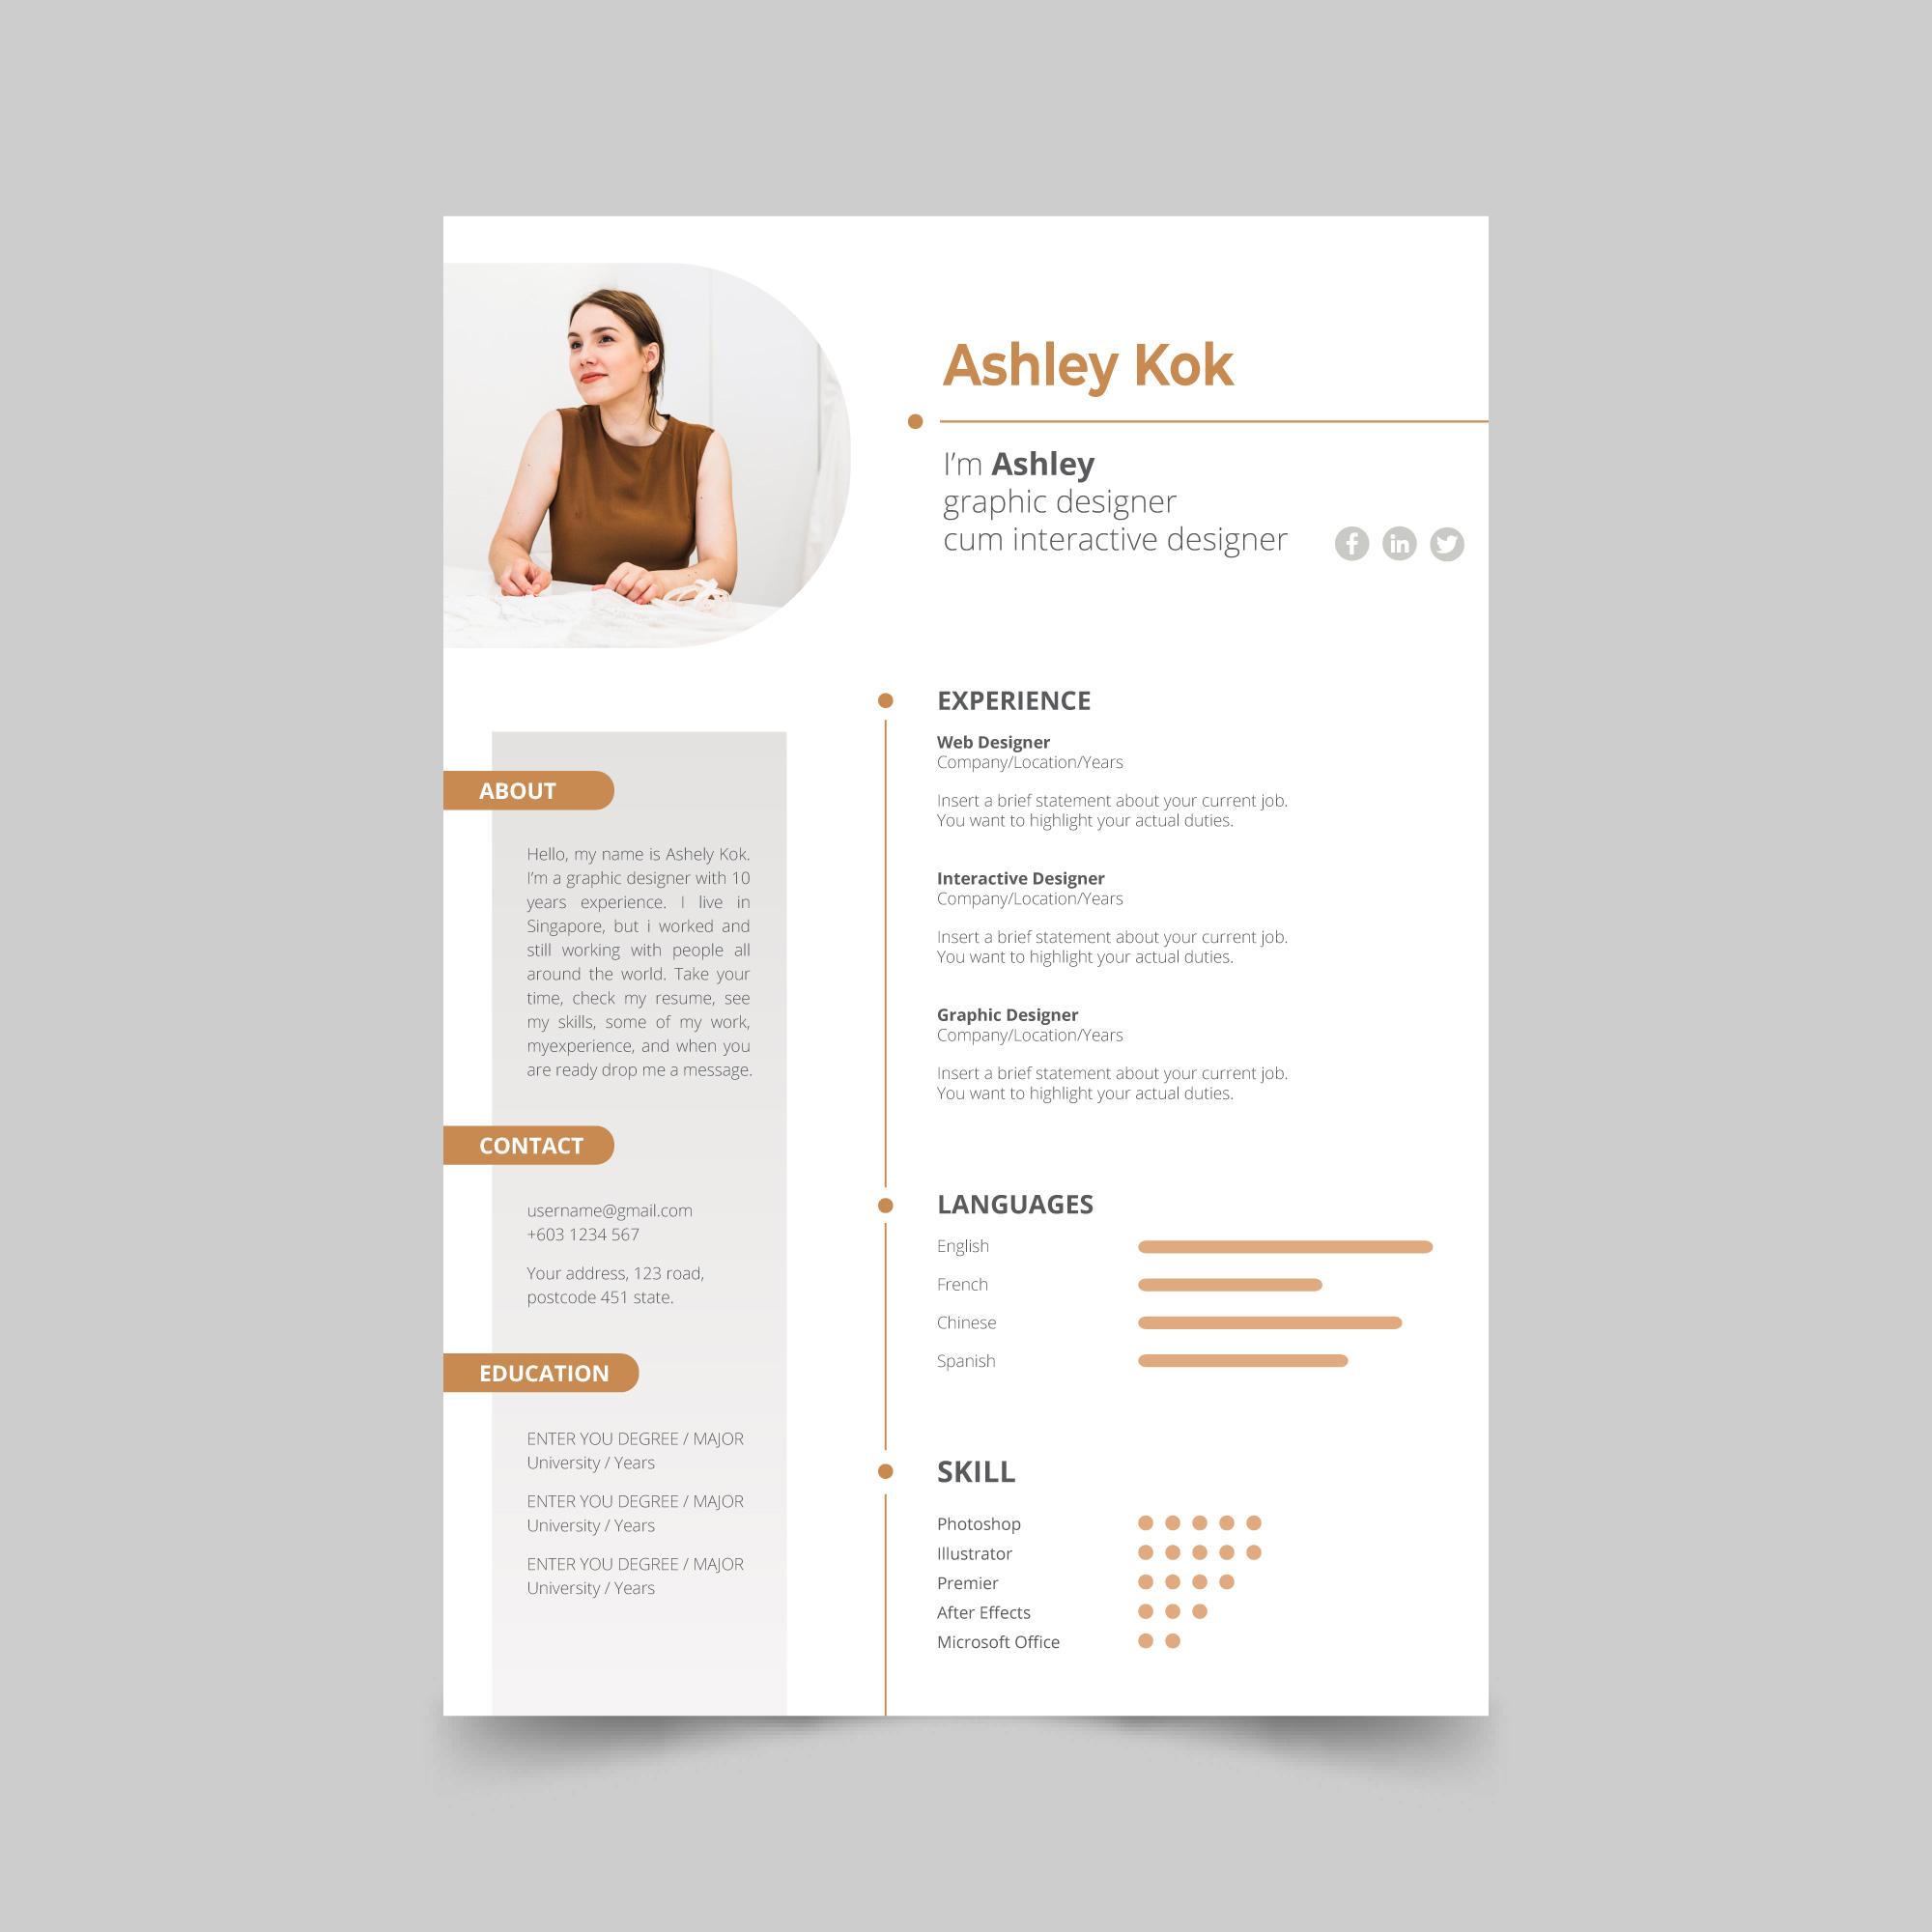 Ashley Kok
I'm Ashley
graphic designer
cum interactive designer
f in
ABOUT
Hello, my name is Ashely Kok.
I'm a graphic designer with 10
years experience. I live in
Singapore, but i worked and
still working with people all
around the world. Take your
time, check my resume, see
my skills, some of my work,
myexperience, and when you
are ready drop me a message.
CONTACT
username@gmail.com
+603 1234 567
Your address, 123 road,
postcode 451 state.
EDUCATION
ENTER YOU DEGREE / MAJOR
University / Years
ENTER YOU DEGREE / MAJOR
University / Years
ENTER YOU DEGREE / MAJOR
University / Years
EXPERIENCE
Web Designer
Company/Location/Years
Insert a brief statement about your current job.
You want to highlight your actual duties.
Interactive Designer
Company/Location/Years
Insert a brief statement about your current job.
You want to highlight your actual duties.
Graphic Designer
Company/Location/Years
Insert a brief statement about your current job.
You want to highlight your actual duties.
LANGUAGES
English
French
Chinese
Spanish
SKILL
Photoshop
Illustrator
Premier
After Effects
Microsoft Office